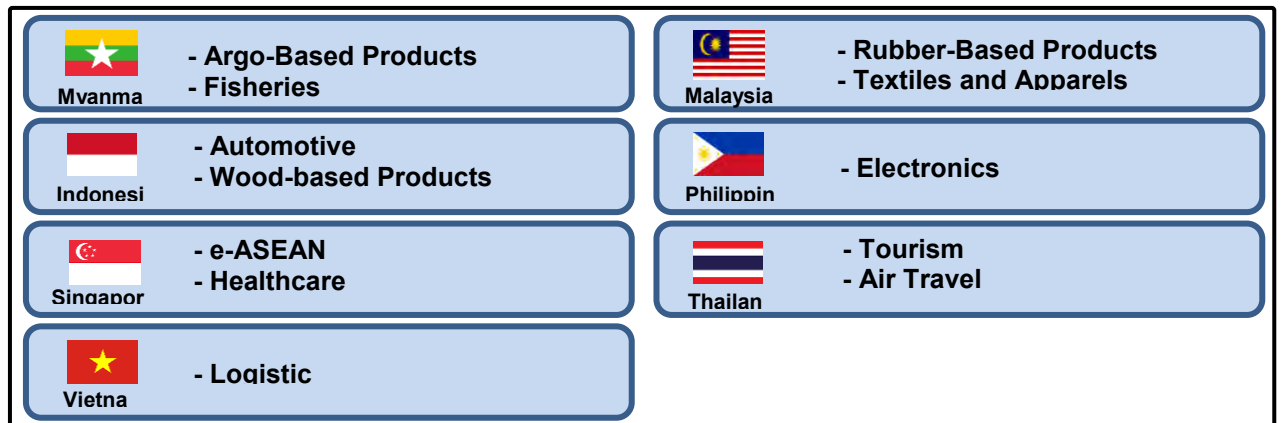 - Argo-Based Products
- Fisheries
Myanma
- Rubber-Based Products
- Textiles and Apparels
Malaysia
- Automotive
- Wood-based Products
Indonesi
- Electronics
Philippin
- e-ASEAN
- Healthcare
Singapor
- Tourism
- Air Travel
Thailan
- Logistic
Vietna